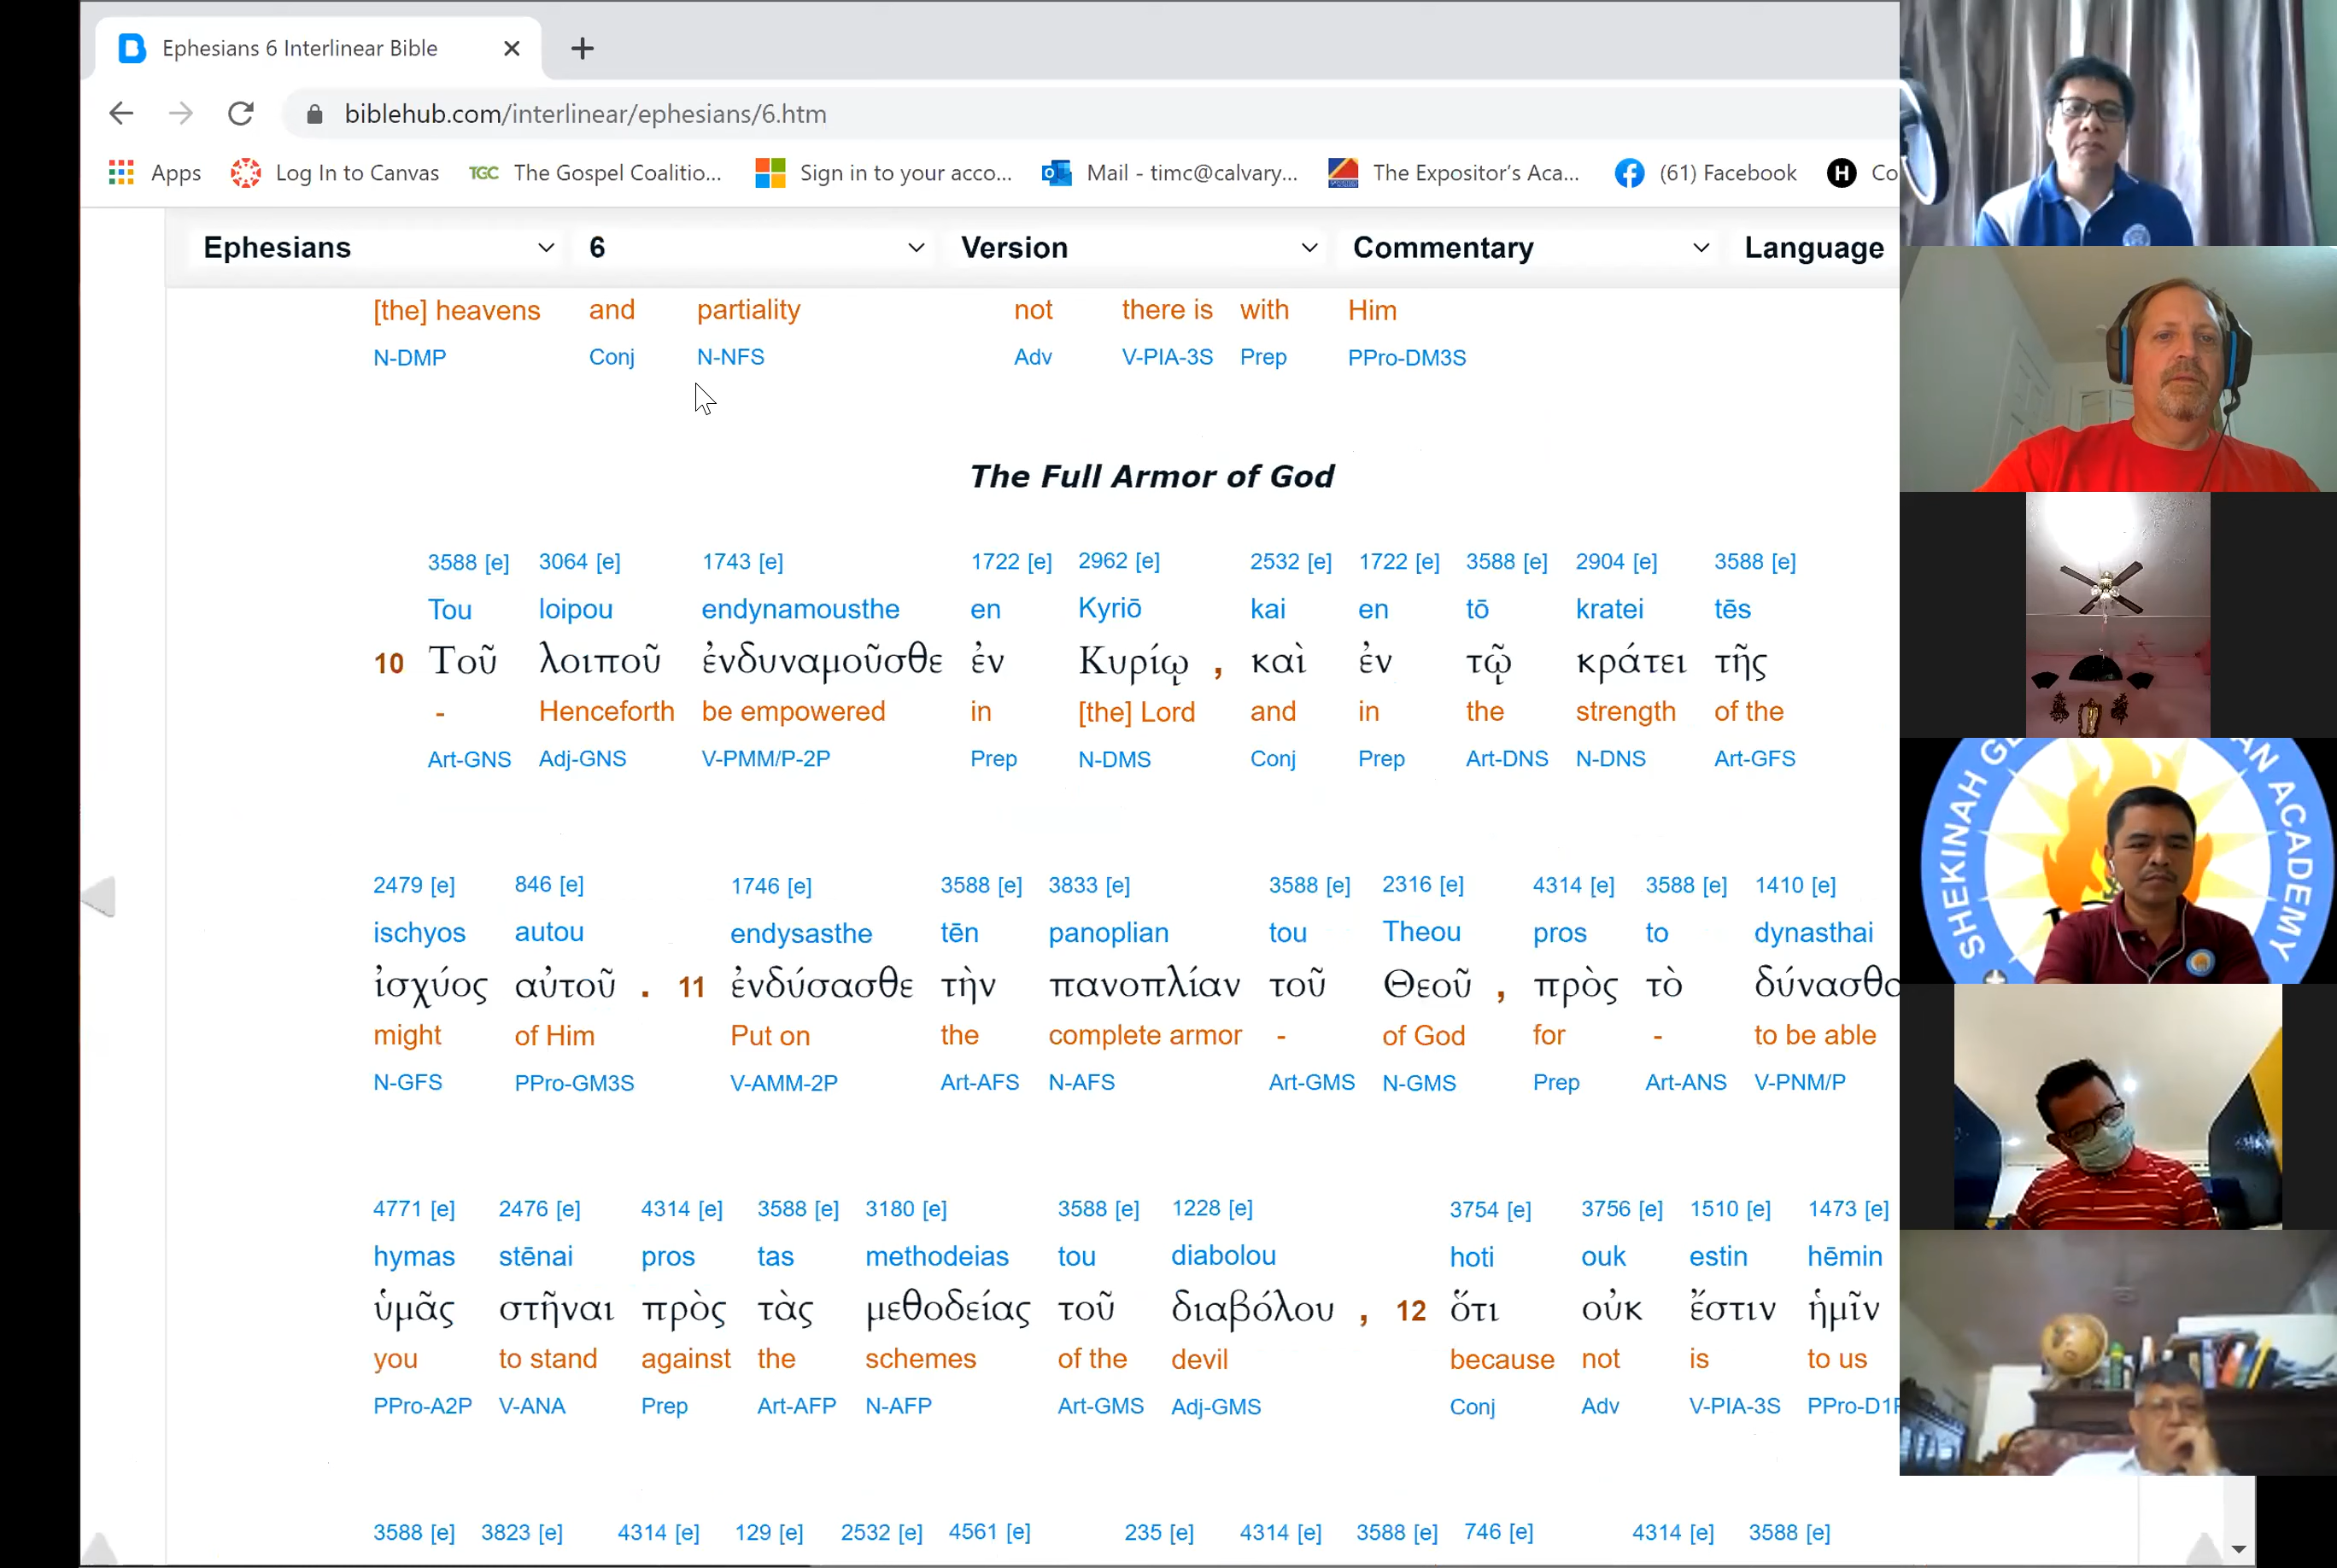 Ephesians 6 Interlinear Bible
biblehub.com/interlinear/ephesians/6.htm
Apps Log In to Canvas TGC The Gospel Coalitio... Sign in to your acco... Mail - timc@calvary... The Expositor's Aca... (61) Facebook H Co
Ephesians 6 Version Commentary Language
[the] heavens and partiality not there is with Him
N-DMP Conj N-NFS Adv V-PIA-3S Prep PPro-DM3S
The Full Armor of God
3588 [e] 3064 [e] 1743 [e] 1722 [e] 2962 [e] 2532 [e] 1722 [e] 3588 [e] 2904 [e] 3588 [e]
Tou loipou endynamousthe en Kyriō kai en tō kratei tēs
10 Τοῦ λοιποῦ ἐνδυναμοῦσθε ἐν Κυρίῳ , καὶ ἐν τῷ κράτει τῆς
- Henceforth be empowered in [the] Lord and in the strength of the
Art-GNS Adj-GNS V-PMM/P-2P Prep N-DMS Conj Prep Art-DNS N-DNS Art-GFS
2479 [e] 846 [e] 1746 [e] 3588 [e] 3833 [e] 3588 [e] 2316 [e] 4314 [e] 3588 [e] 1410 [e]
ischyos autou endysasthe tēn panoplian tou Theou pros to dynasthai
ἰσχύος αὐτοῦ . 11 ἐνδύσασθε τὴν πανοπλίαν τοῦ Θεοῦ , πρὸς τὸ δύνασθα
might of Him Put on the complete armor - of God for - to be able
N-GFS PPro-GM3S V-AMM-2P Art-AFS N-AFS Art-GMS N-GMS Prep Art-ANS V-PNM/P
4771 [e] 2476 [e] 4314 [e] 3588 [e] 3180 [e] 3588 [e] 1228 [e] 3754 [e] 3756 [e] 1510 [e] 1473 [e]
hymas stēnai pros tas methodeias tou diabolou hoti ouk estin hēmin
ὑμᾶς στῆναι πρὸς τὰς μεθοδείας τοῦ διαβόλου , 12 ὅτι οὐκ ἔστιν ἡμῖν
you to stand against the schemes of the devil because not is to us
PPro-A2P V-ANA Prep Art-AFP N-AFP Art-GMS Adj-GMS Conj Adv V-PIA-3S PPro-D1P
3588 [e] 3823 [e] 4314 [e] 129 [e] 2532 [e] 4561 [e] 235 [e] 4314 [e] 3588 [e] 746 [e] 4314 [e] 3588 [e]
SHEKINAH AN ACADEMY